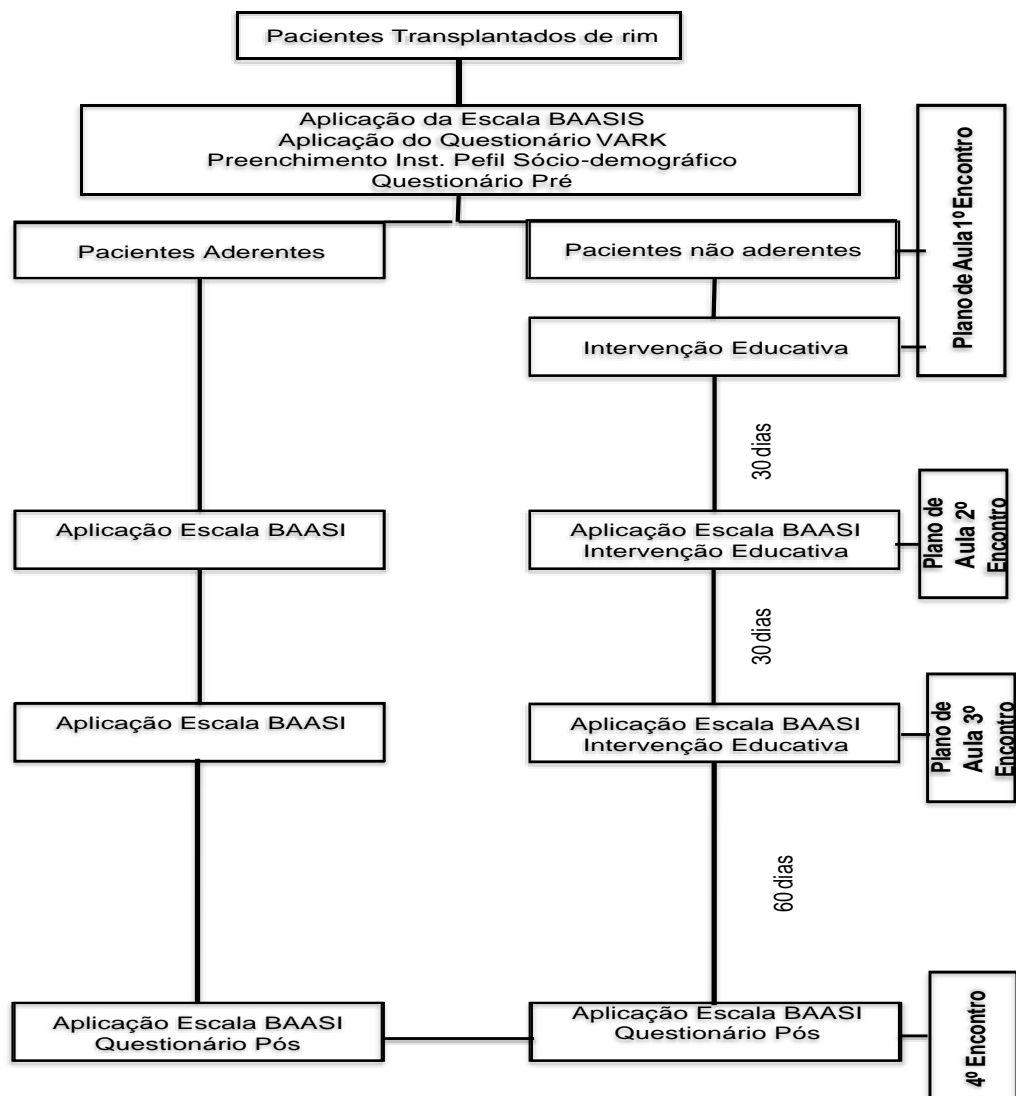 Pacientes Transplantados de rim
Aplicação da Escala BAASIS
Aplicação do Questionário VARK
Preenchimento Inst. Pefil Sócio-demográfico
Questionário Pré
Pacientes Aderentes
Pacientes não aderentes
Plano de Aula 1º Encontro
Intervenção Educativa
30 dias
Aplicação Escala BAASI
Aplicação Escala BAASI
Intervenção Educativa
Plano de
Aula 2º
Encontro
30 dias
Aplicação Escala BAASI
Aplicação Escala BAASI
Intervenção Educativa
Plano de
Aula 3º
Encontro
60 dias
Aplicação Escala BAASI
Questionário Pós
Aplicação Escala BAASI
Questionário Pós
4º Encontro